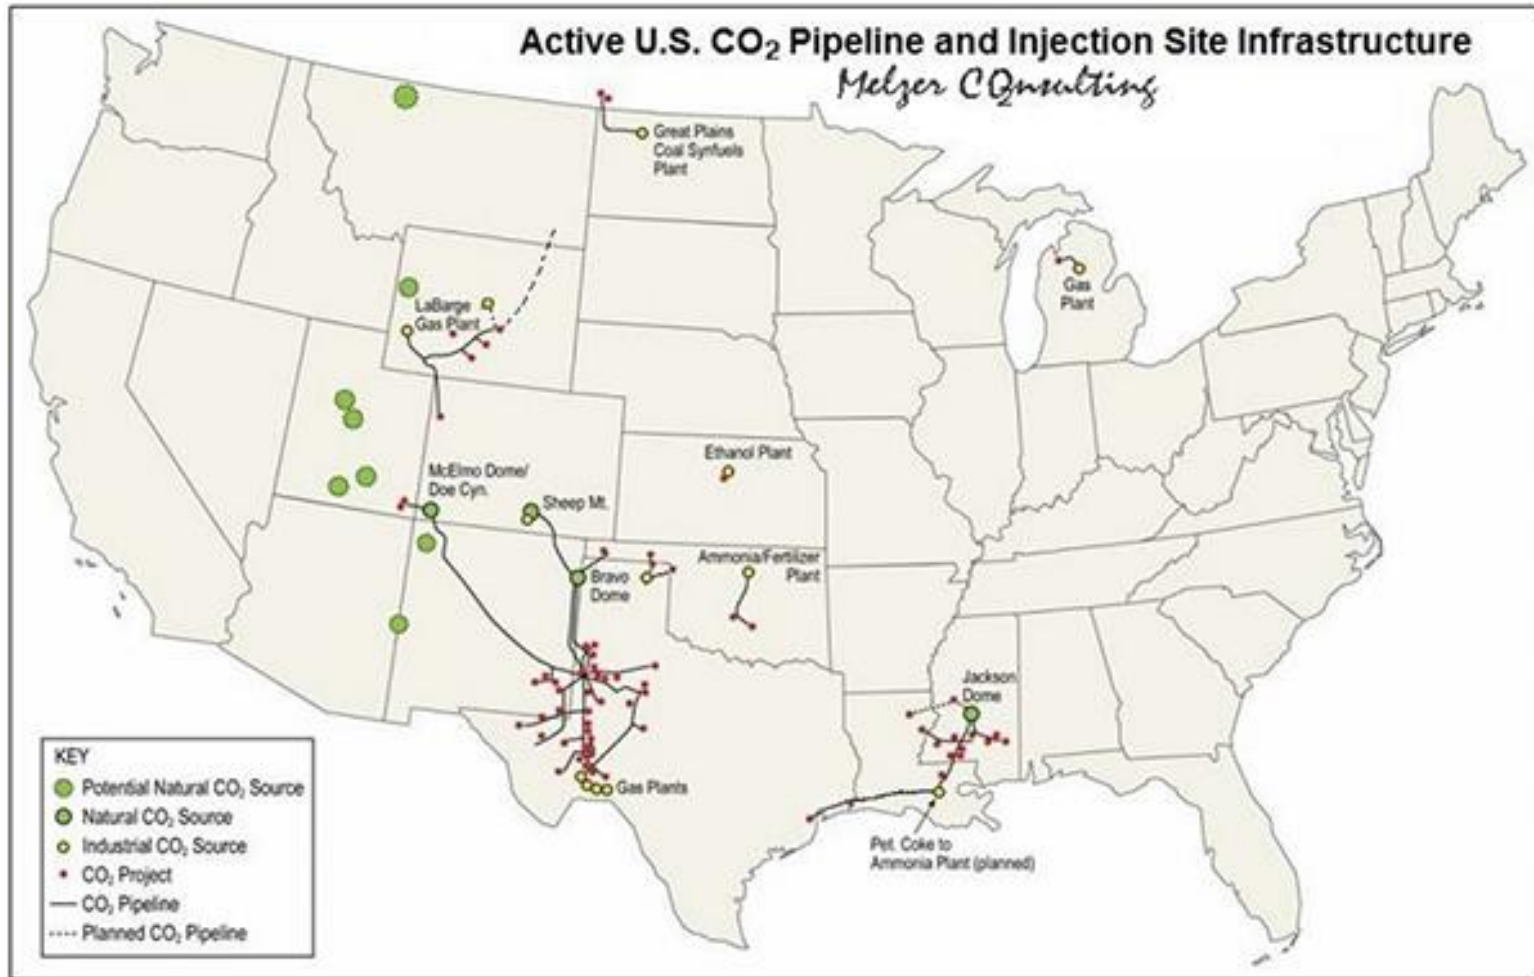 Active U.S. CO₂ Pipeline and Injection Site Infrastructure
Melzer CO₂nsulting
Great Plains
Coal Synfuels
Plant
LaBarge
Gas Plant
Gas
Plant
McElmo Dome/
Doe Cyn.
Sheep Mt.
Ethanol Plant
Bravo
Dome
Ammonia/Fertilizer
Plant
Jackson
Dome
Gas Plants
Pet. Coke to
Ammonia Plant (planned)
KEY
Potential Natural CO₂ Source
Natural CO₂ Source
Industrial CO₂ Source
CO₂ Project
CO₂ Pipeline
Planned CO₂ Pipeline